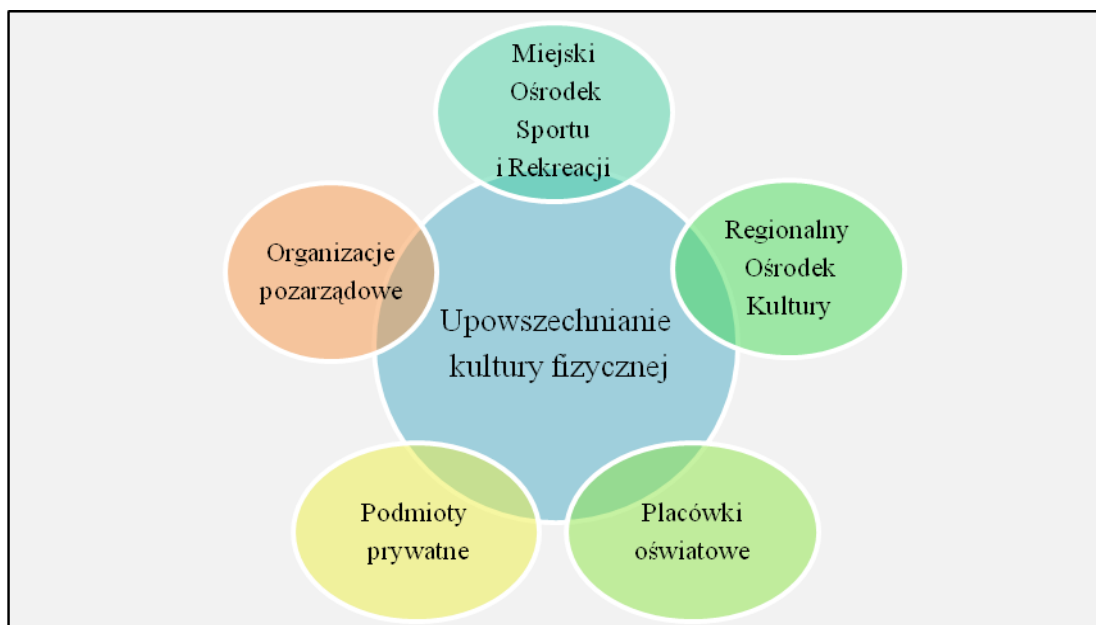 Miejski
Ośrodek
Sportu
i Rekreacji
Regionalny
Ośrodek
Kultury
Organizacje
pozarządowe
Upowszechnianie
kultury fizycznej
Podmioty
prywatne
Placówki
oświatowe